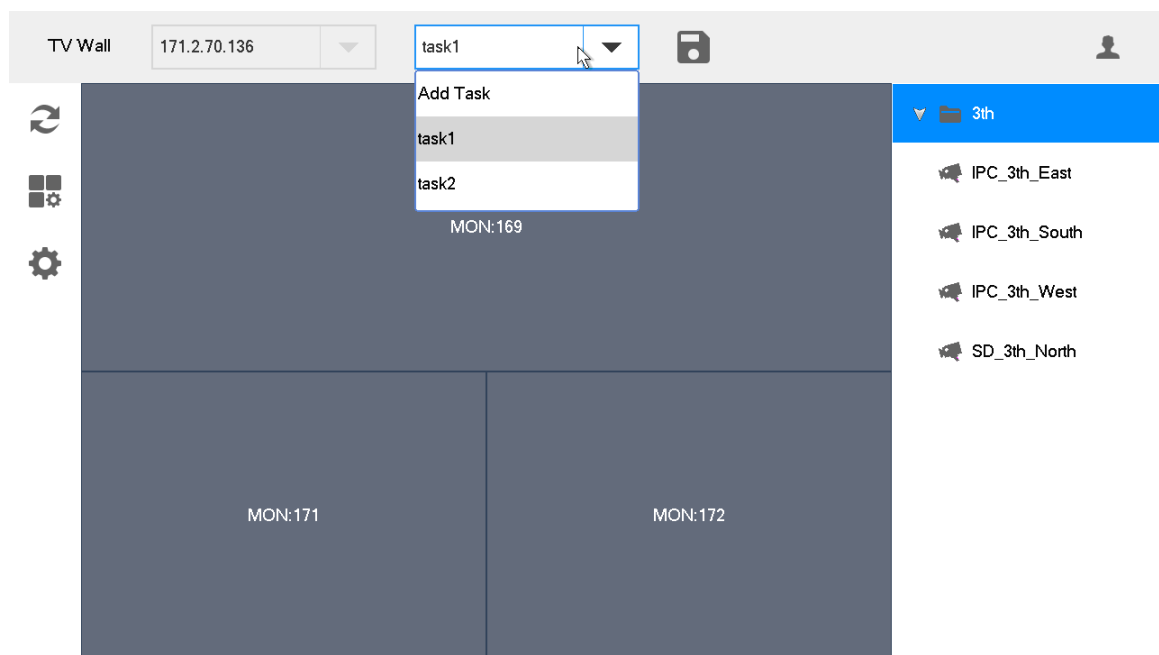 TV Wall
171.2.70.136
task1
Add Task
task1
task2
MON:169
MON:171
MON:172
3th
IPC_3th_East
IPC_3th_South
IPC_3th_West
SD_3th_North